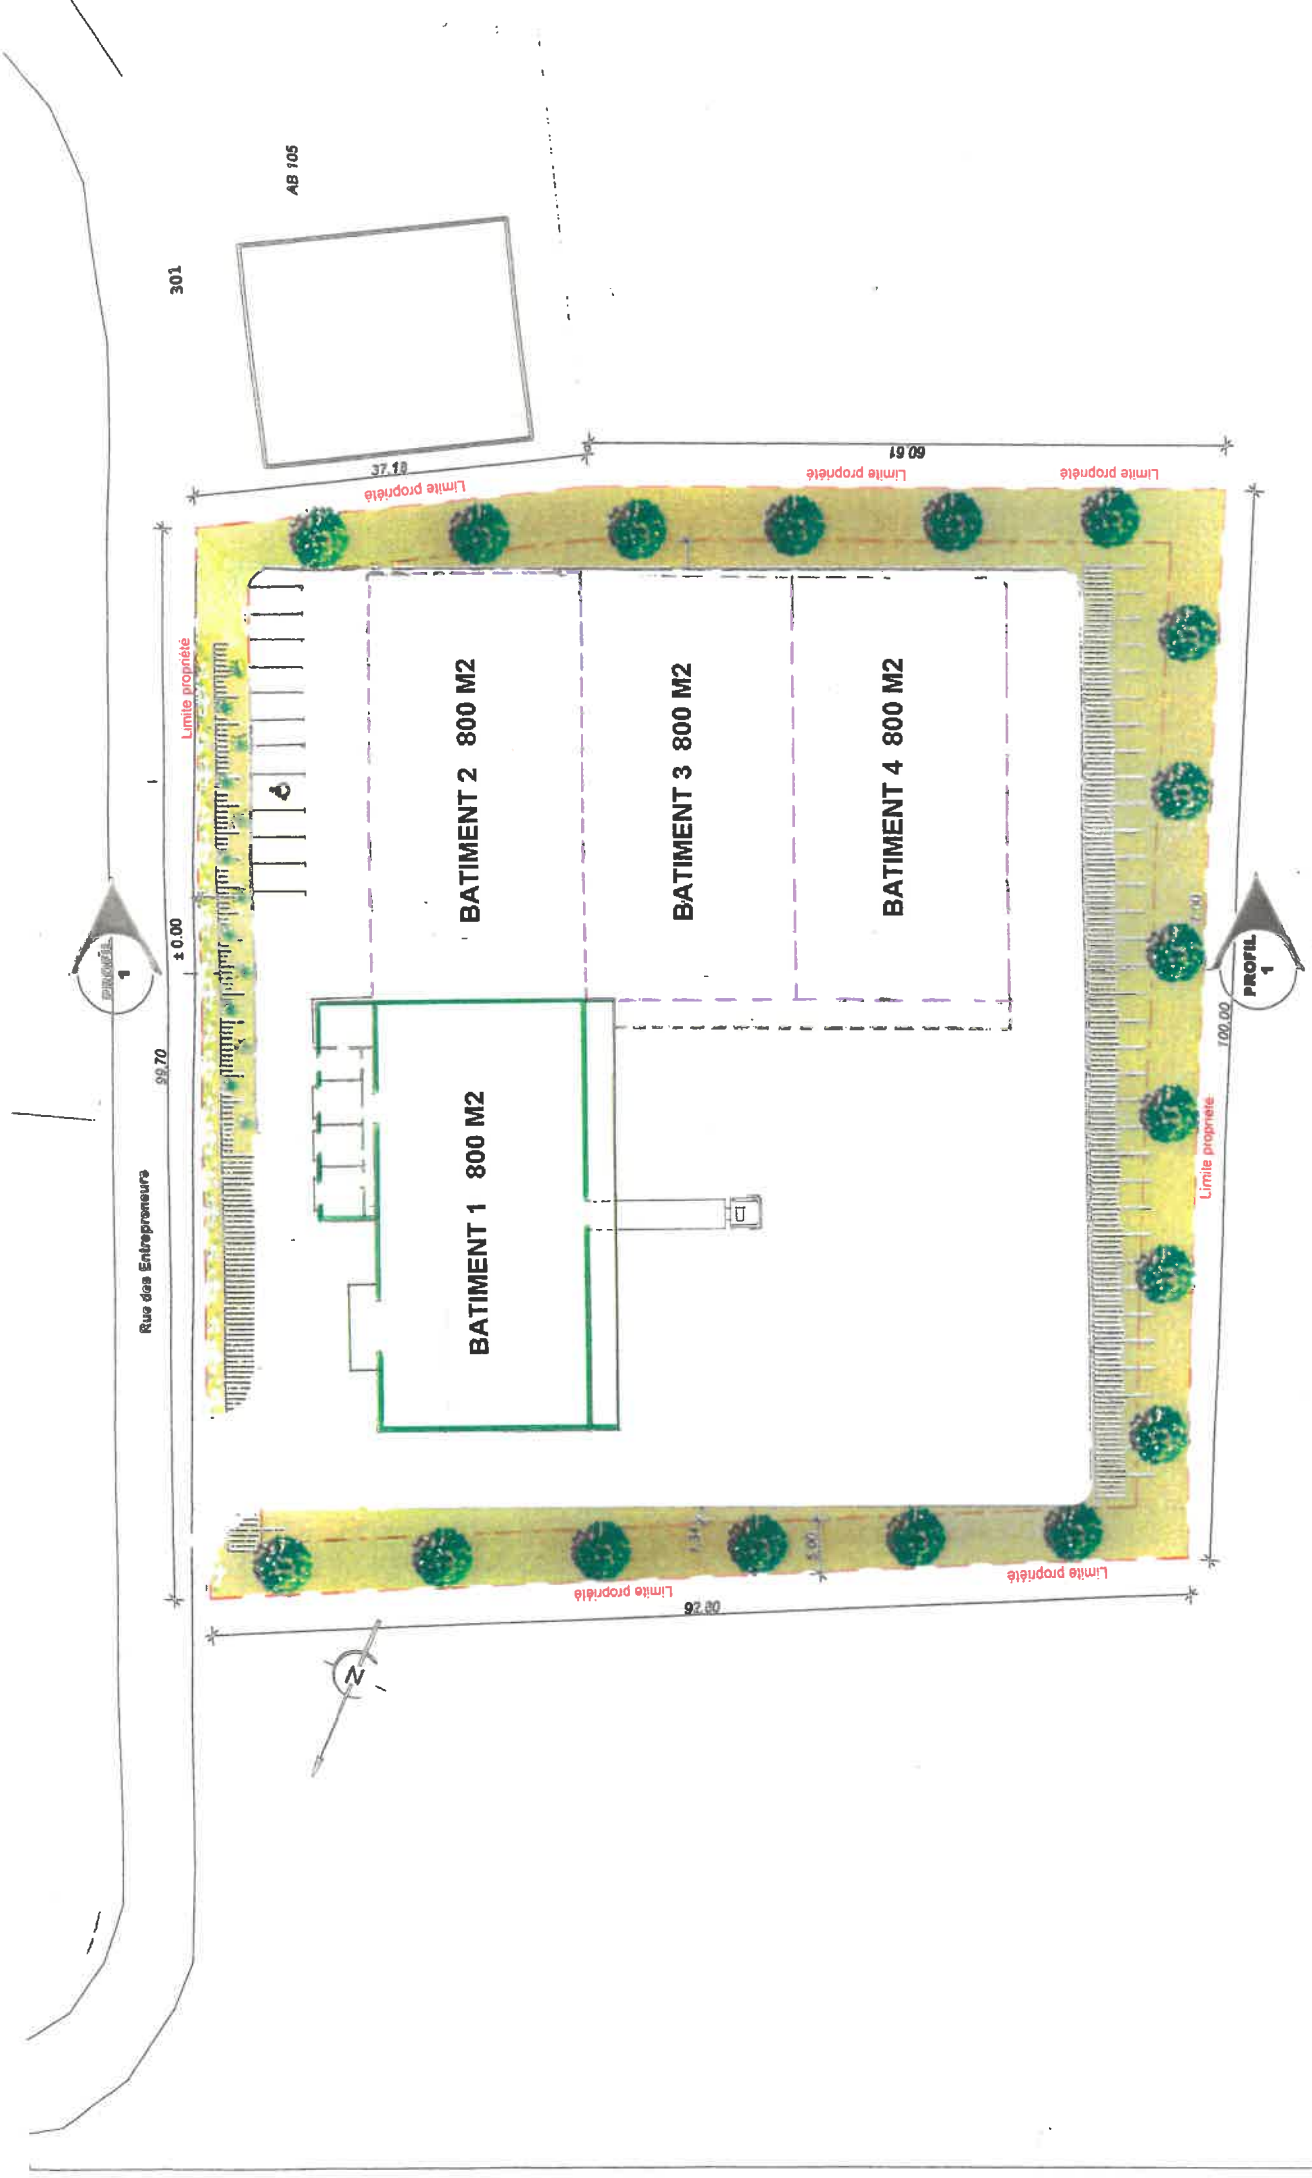 AB 105
301
37.18
Limite propriété
60.61
Limite propriété
Limite propriété
Limite propriété
± 0.00
PROFIL
1
99.70
Rue des Entrepreneurs
BATIMENT 2 800 M2
BATIMENT 3 800 M2
BATIMENT 4 800 M2
BATIMENT 1 800 M2
PROFIL
1
100.00
Limite propriété
5.00
Limite propriété
Limite propriété
92.80
N